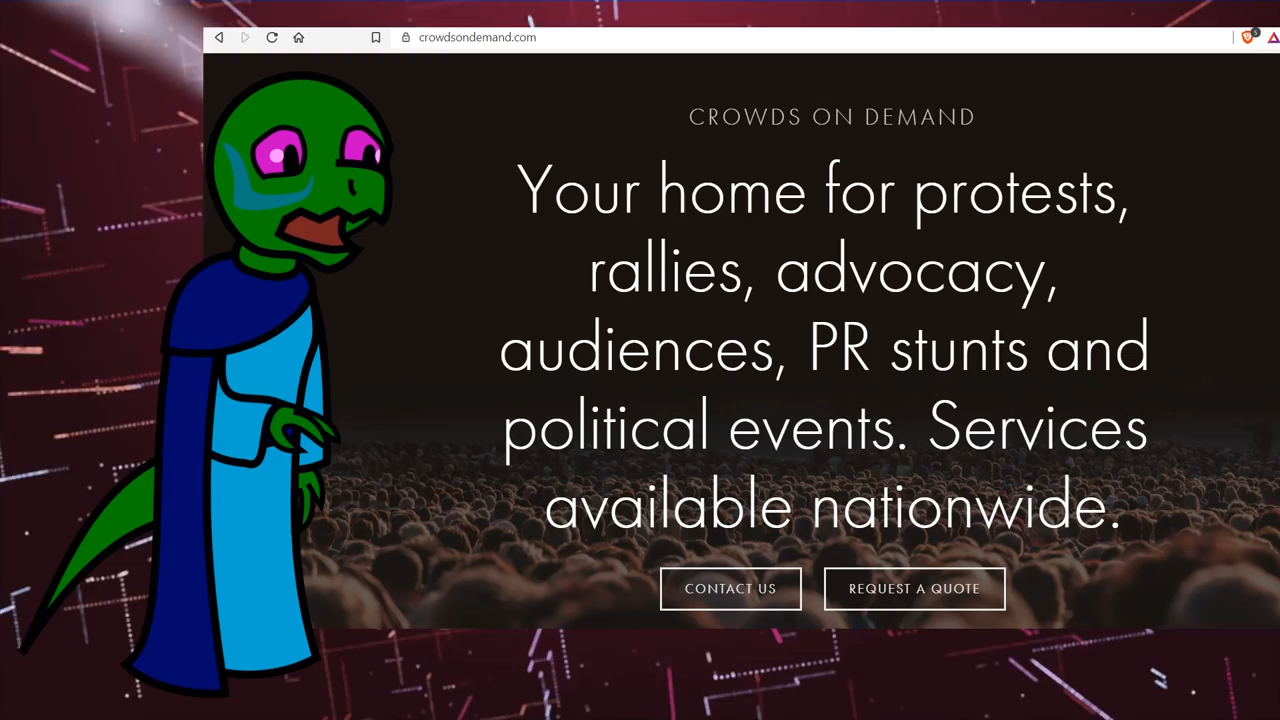 crowdsondemand.com
5
CROWDS ON DEMAND
Your home for protests,
rallies, advocacy,
audiences, PR stunts and
political events. Services
available nationwide.
CONTACT US
REQUEST A QUOTE